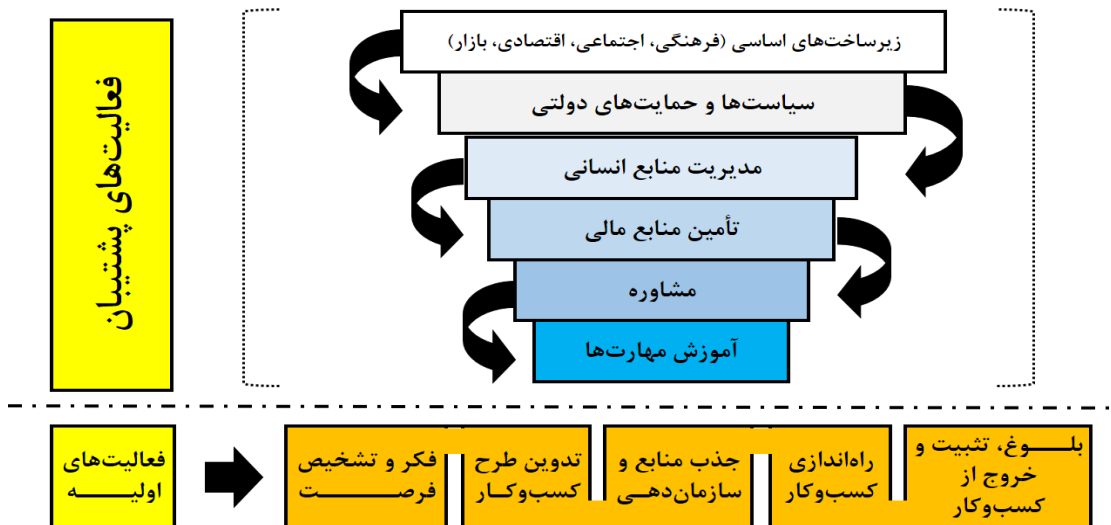 فعالیت‌های پشتیبان
زیرساخت‌های اساسی (فرهنگی، اجتماعی، اقتصادی، بازار)
سیاست‌ها و حمایت‌های دولتی
مدیریت منابع انسانی
تأمین منابع مالی
مشاوره
آموزش مهارت‌ها
فعالیت‌های
اولیه
فکر و تشخیص
فرصت
تدوین طرح
کسب‌وکار
جذب منابع و
سازمان‌دهی
راه‌اندازی
کسب‌وکار
بلوغ، تثبیت و
خروج از
کسب‌وکار